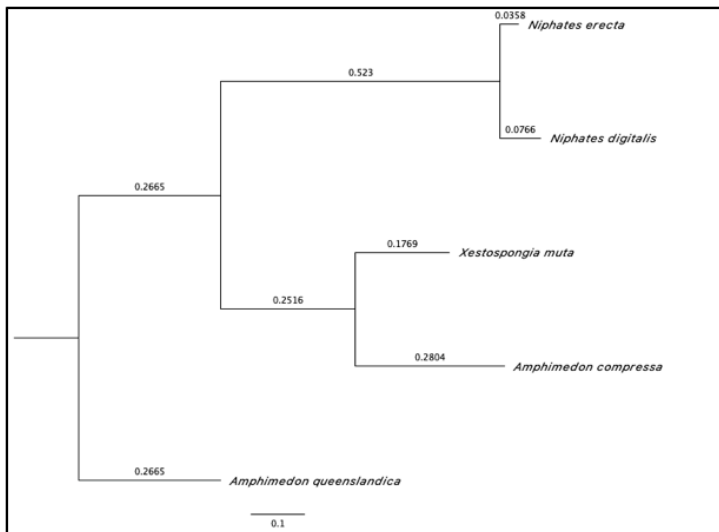 0.0358
Niphates erecta
0.523
0.0766
Niphates digitalis
0.2665
0.1769
Xestospongia muta
0.2516
0.2804
Amphimedon compressa
0.2665
Amphimedon queenslandica
0.1